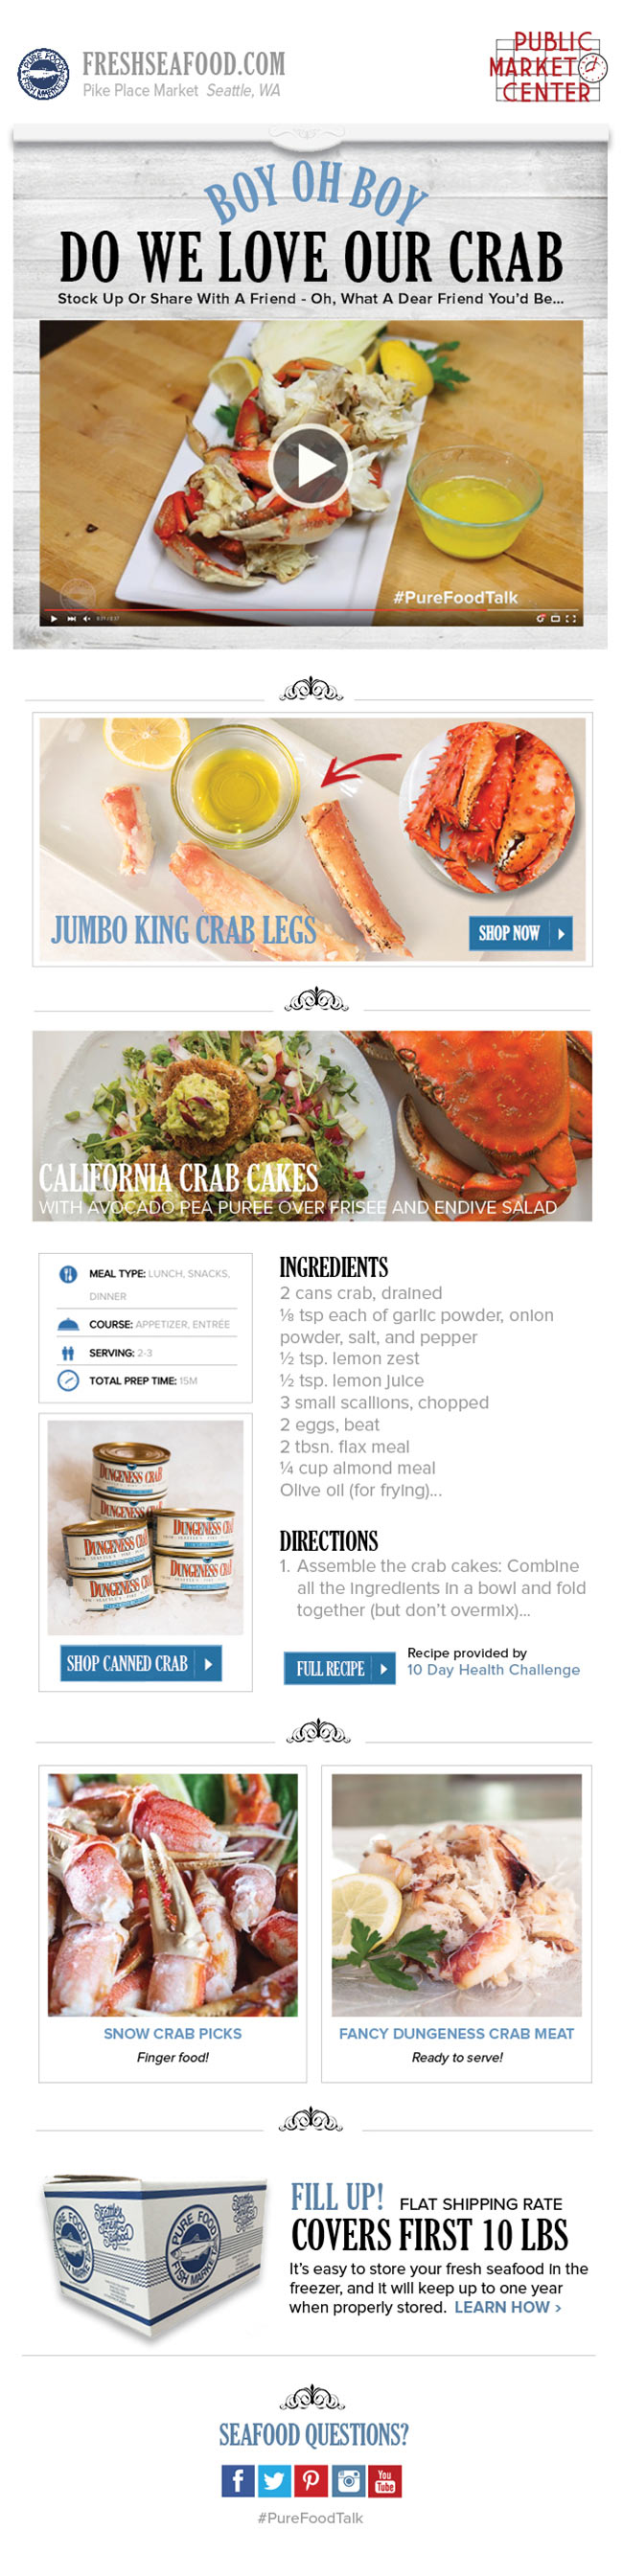 FRESHSEAFOOD.COM
Pike Place Market Seattle, WA
PUBLIC
MARKET
CENTER
BOY OH BOY
DO WE LOVE OUR CRAB
Stock Up Or Share With A Friend - Oh, What A Dear Friend You'd Be...
#PureFoodTalk
JUMBO KING CRAB LEGS
SHOP NOW
CALIFORNIA CRAB CAKES
WITH AVOCADO PEA PUREE OVER FRISEE AND ENDIVE SALAD
MEAL TYPE: LUNCH, SNACKS,
DINNER
COURSE: APPETIZER, ENTRÉE
SERVING: 2-3
TOTAL PREP TIME: 15M
DUNGENESS CRAB
DUNGENESS
DUNGENESS
DUNGENESS
DUNGENESS
DUNGENESS
SHOP CANNED CRAB
INGREDIENTS
2 cans crab, drained
⅛ tsp each of garlic powder, onion
powder, salt, and pepper
½ tsp. lemon zest
½ tsp. lemon juice
3 small scallions, chopped
2 eggs, beat
2 tbsn. flax meal
¼ cup almond meal
Olive oil (for frying)...
DIRECTIONS
1. Assemble the crab cakes: Combine
all the ingredients in a bowl and fold
together (but don't overmix)...
FULL RECIPE
Recipe provided by
10 Day Health Challenge
SNOW CRAB PICKS
Finger food!
FANCY DUNGENESS CRAB MEAT
Ready to serve!
PURE FOOD
FISH MARKET
PURE FOOD
FISH MARKET
FILL UP! FLAT SHIPPING RATE
COVERS FIRST 10 LBS
It's easy to store your fresh seafood in the
freezer, and it will keep up to one year
when properly stored. LEARN HOW >
SEAFOOD QUESTIONS?
You
Tube
#PureFoodTalk